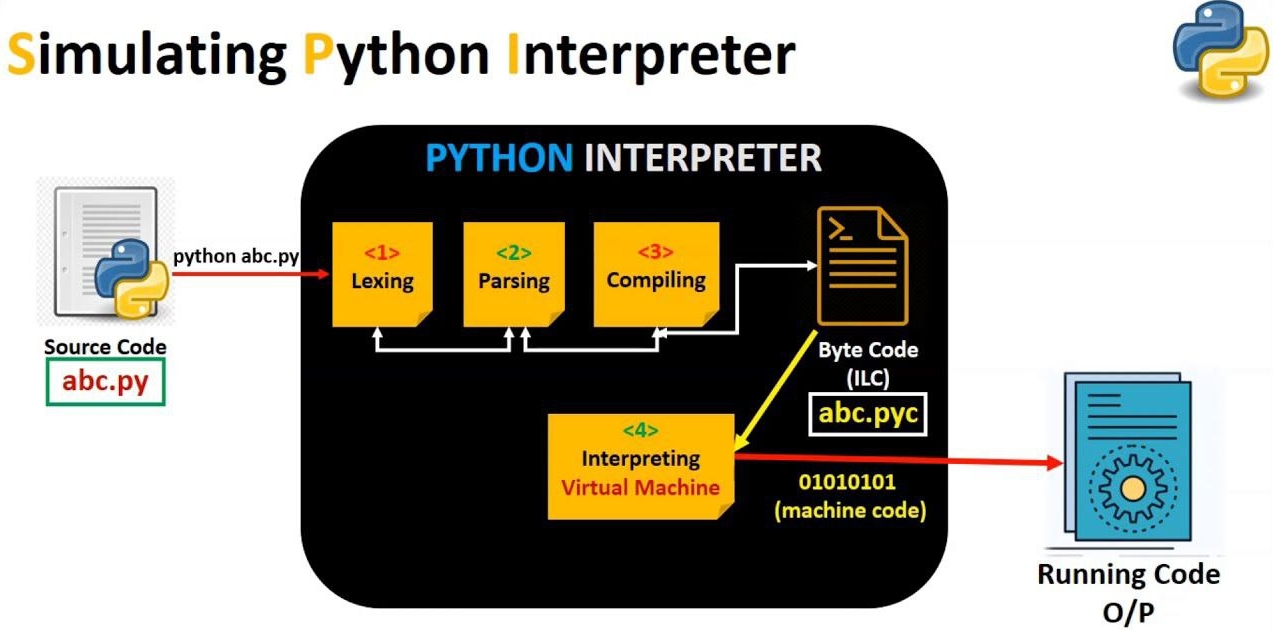 Simulating Python Interpreter
PYTHON INTERPRETER
python abc.py
<1>
Lexing
<2>
Parsing
<3>
Compiling
>_
Source Code
abc.py
Byte Code
(ILC)
abc.pyc
<4>
Interpreting
Virtual Machine
01010101
(machine code)
Running Code
O/P